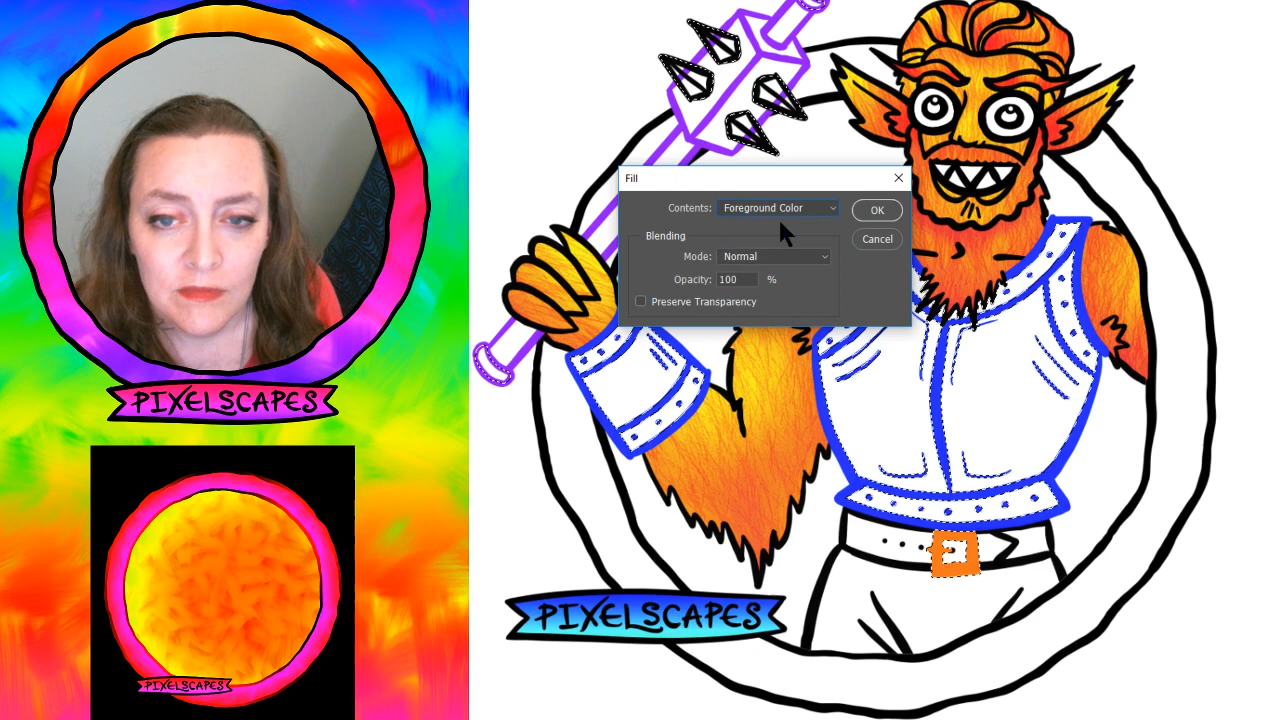 PIXELSCAPES
PIXELSCAPES
Fill
Contents: Foreground Color
OK
Blending
Cancel
Mode: Normal
Opacity: 100 %
Preserve Transparency
PIXELSCAPES